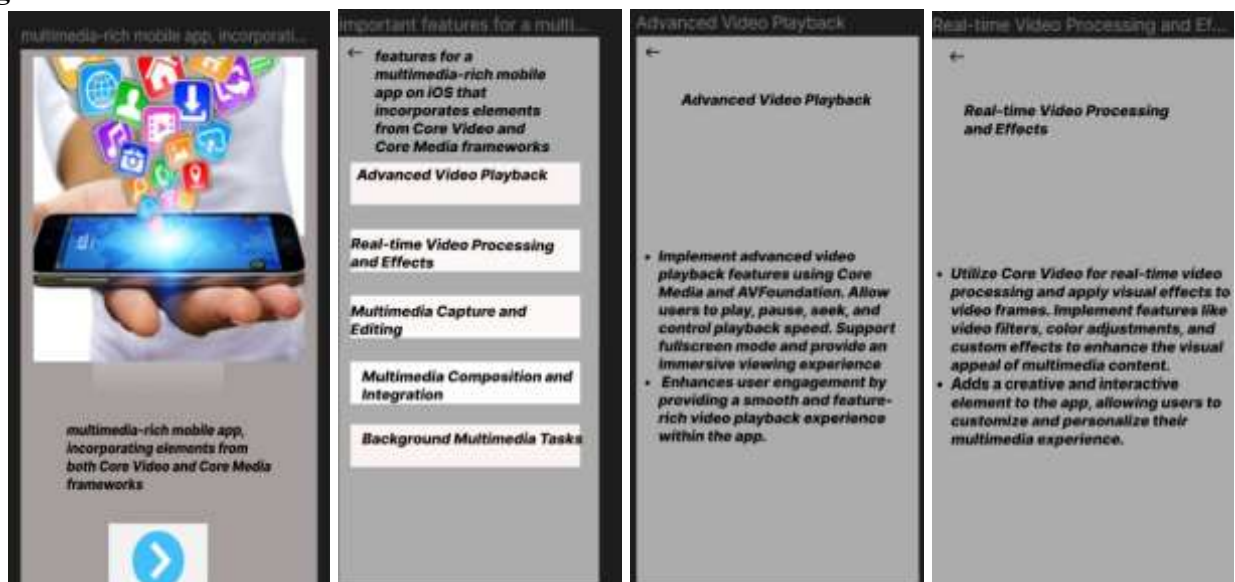 multimedia-rich mobile app, incorporati...
multimedia-rich mobile app,
incorporating elements from
both Core Video and Core Media
frameworks
Important features for a multi...
←
features for a
multimedia-rich mobile
app on iOS that
incorporates elements
from Core Video and
Core Media frameworks
Advanced Video Playback
Real-time Video Processing
and Effects
Multimedia Capture and
Editing
Multimedia Composition and
Integration
Background Multimedia Tasks
Advanced Video Playback
←
Advanced Video Playback
• Implement advanced video
playback features using Core
Media and AVFoundation. Allow
users to play, pause, seek, and
control playback speed. Support
fullscreen mode and provide an
immersive viewing experience
• Enhances user engagement by
providing a smooth and feature-
rich video playback experience
within the app.
Real-time Video Processing and Ef...
←
Real-time Video Processing
and Effects
• Utilize Core Video for real-time video
processing and apply visual effects to
video frames. Implement features like
video filters, color adjustments, and
custom effects to enhance the visual
appeal of multimedia content.
• Adds a creative and interactive
element to the app, allowing users to
customize and personalize their
multimedia experience.